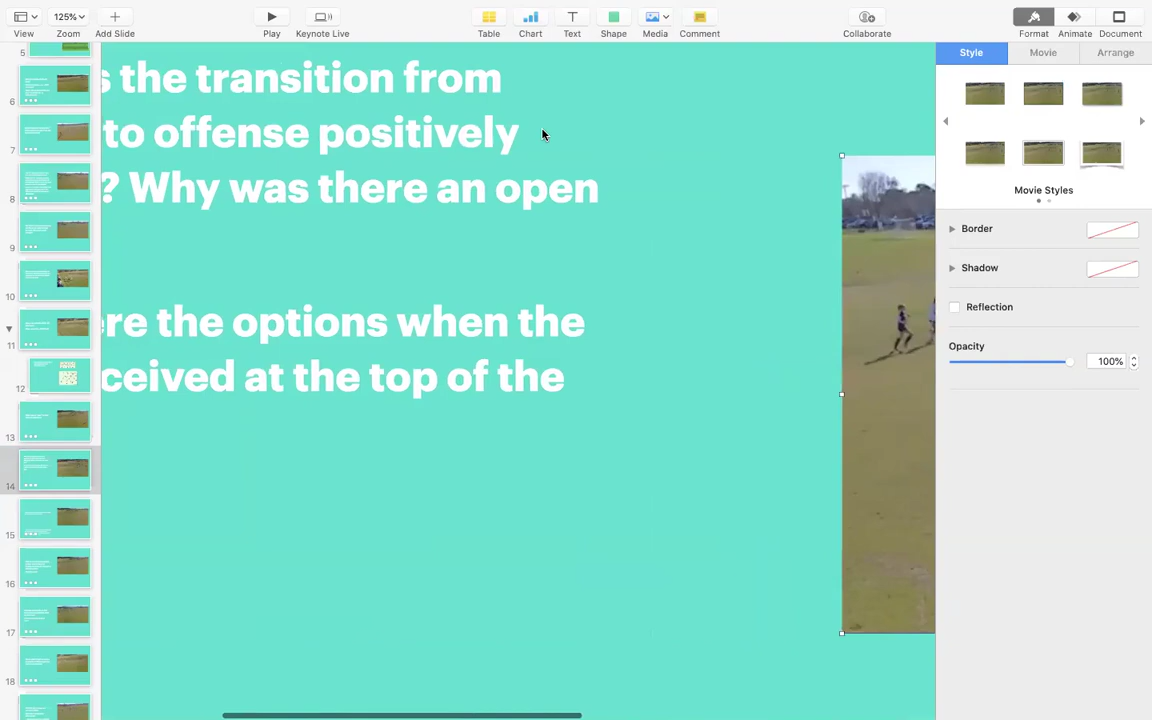 125%
View
Zoom
Add Slide
Play
Keynote Live
Table
Chart
Text
Shape
Media
Comment
Collaborate
Format
Animate
Document
5
6
7
8
9
10
11
12
13
14
15
16
17
18
s the transition from
to offense positively
? Why was there an open
ere the options when the
ceived at the top of the
Style
Movie
Arrange
Movie Styles
Border
Shadow
Reflection
Opacity
100%